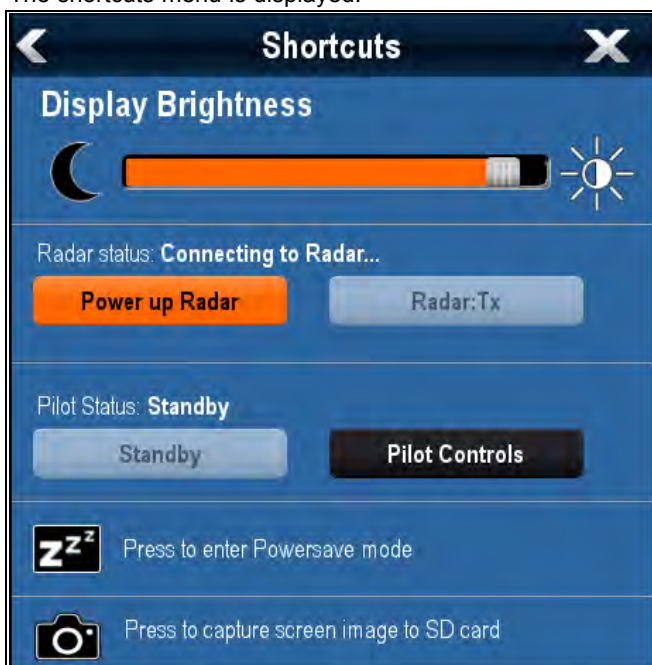 The shortcuts menu is displayed.
Shortcuts
Display Brightness
Radar status: Connecting to Radar...
Power up Radar
Radar:Tx
Pilot Status: Standby
Standby
Pilot Controls
zzz
Press to enter Powersave mode
Press to capture screen image to SD card